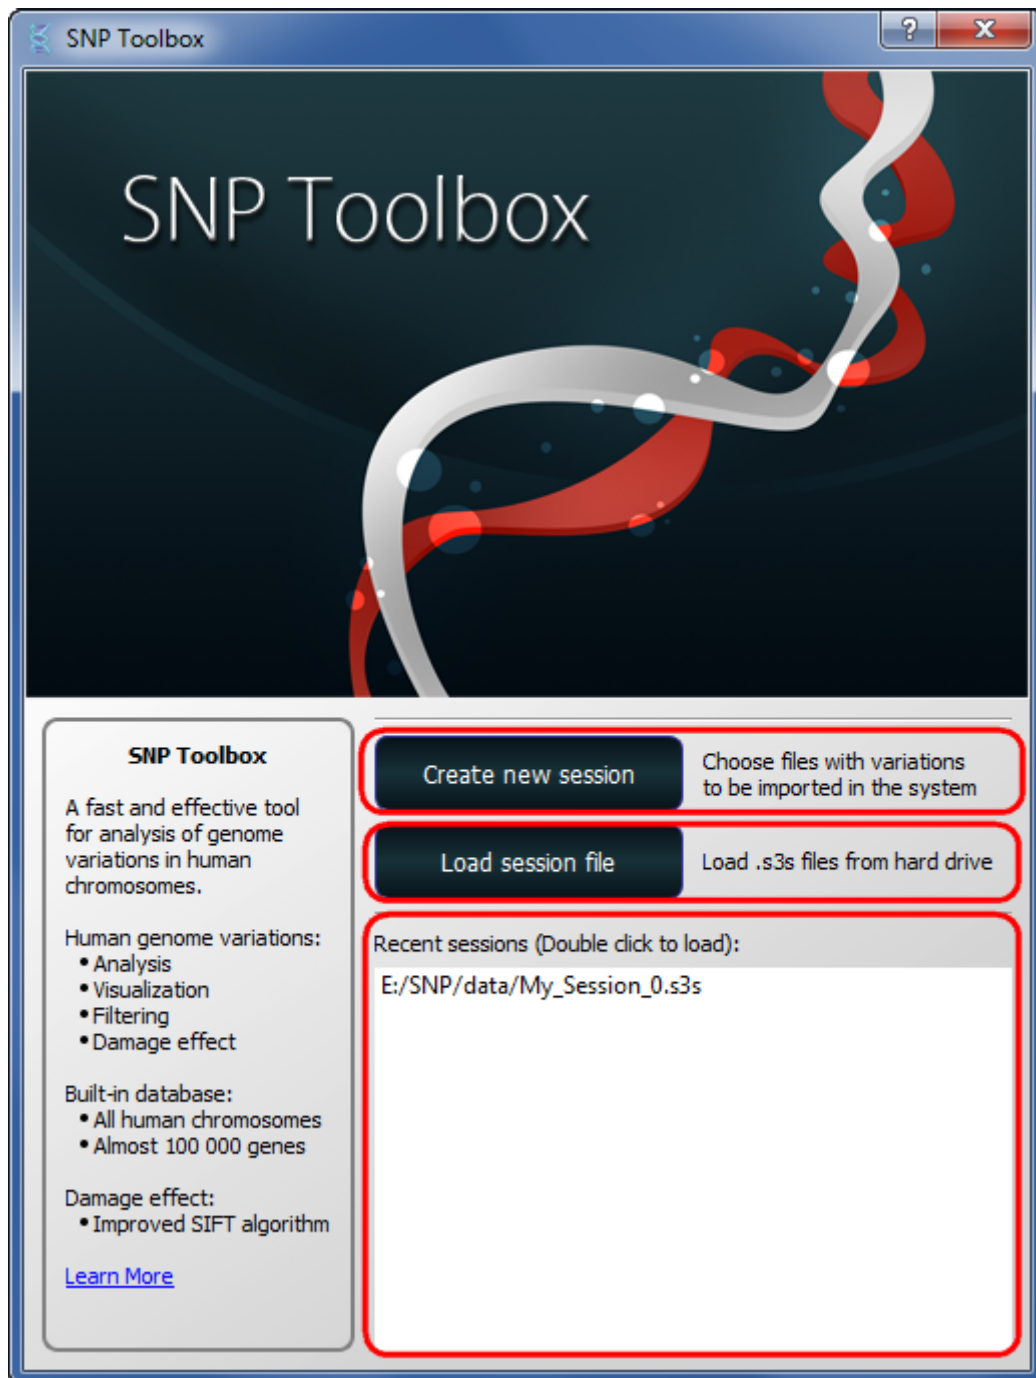 SNP Toolbox
?
SNP Toolbox
SNP Toolbox
A fast and effective tool
for analysis of genome
variations in human
chromosomes.
Human genome variations:
• Analysis
• Visualization
• Filtering
• Damage effect
Built-in database:
• All human chromosomes
• Almost 100 000 genes
Damage effect:
• Improved SIFT algorithm
Learn More
Create new session
Choose files with variations
to be imported in the system
Load session file
Load .s3s files from hard drive
Recent sessions (Double click to load):
E:/SNP/data/My_Session_0.s3s